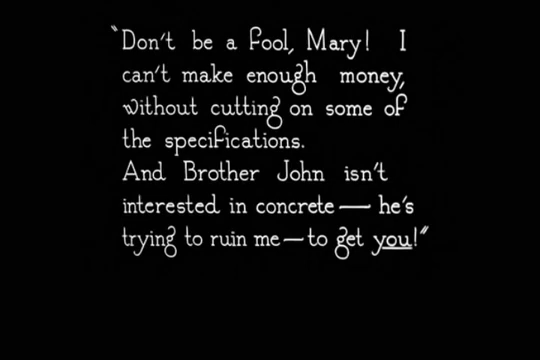 "Don't be a fool, Mary! I
can't make enough money,
without cutting on some of
the specifications.
And Brother John isn't
interested in concrete — he's
trying to ruin me — to get you!"